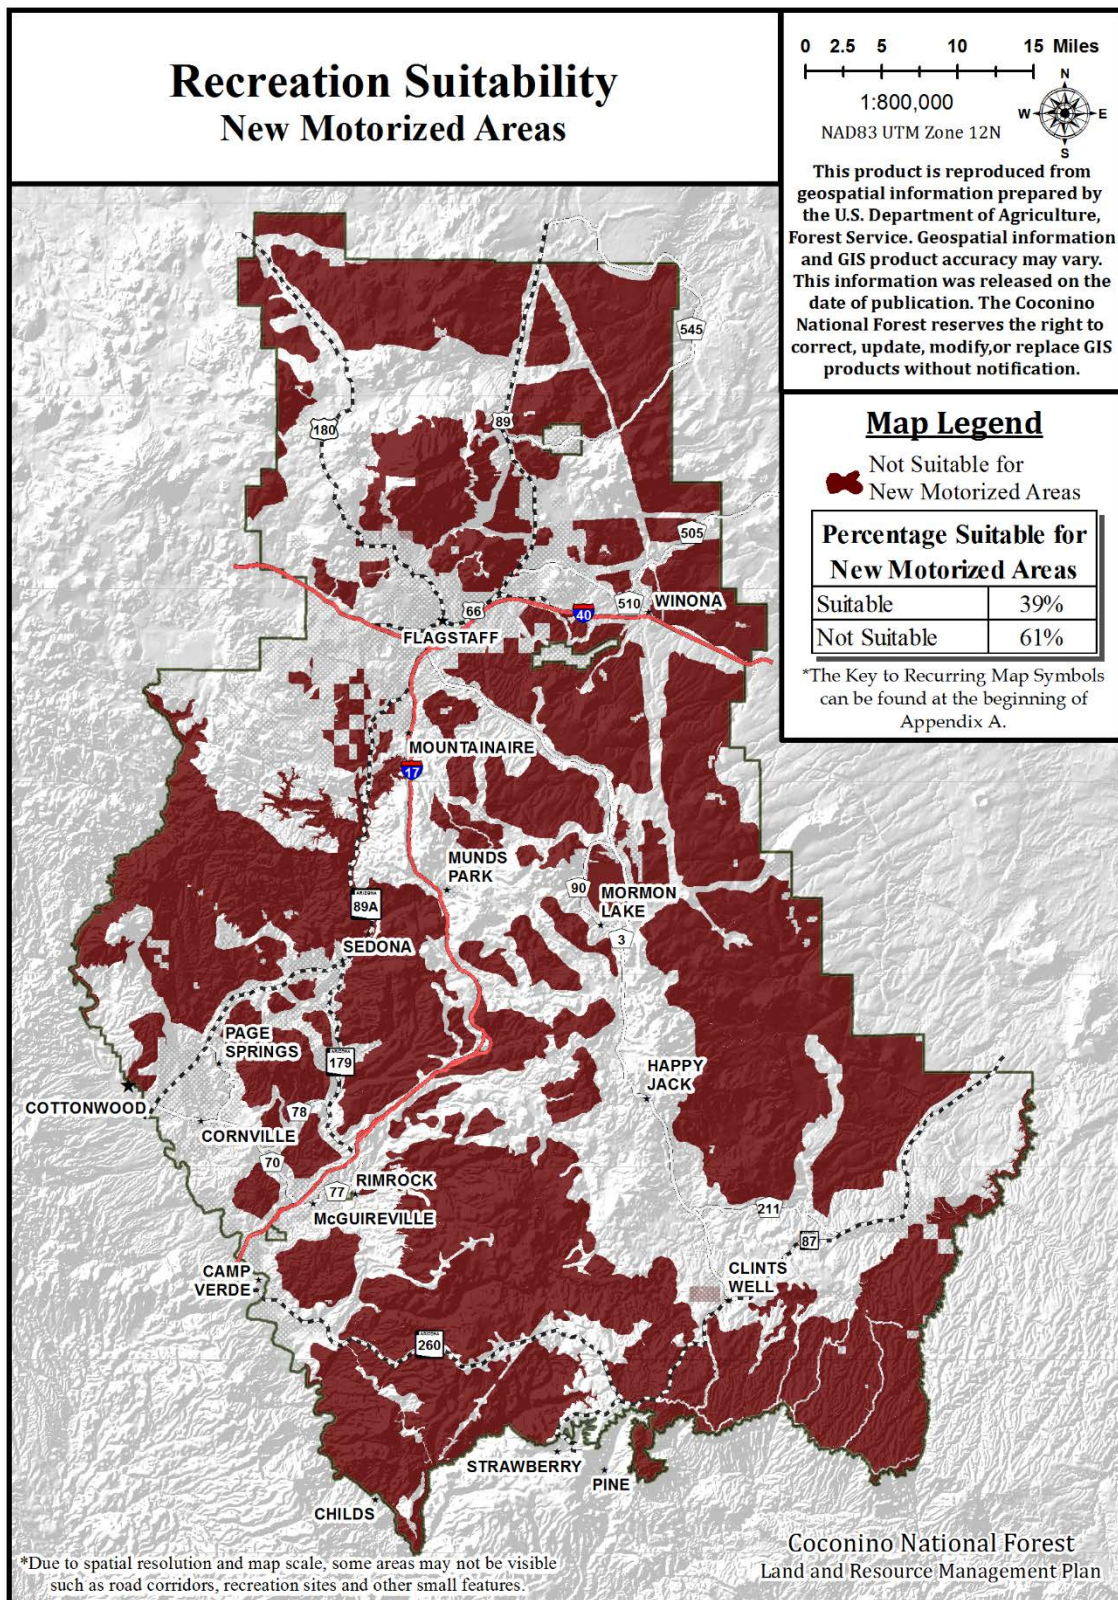 Recreation Suitability
New Motorized Areas
0 2.5 5 10 15 Miles
1:800,000
NAD83 UTM Zone 12N
N
W E
S
This product is reproduced from
geospatial information prepared by
the U.S. Department of Agriculture,
Forest Service. Geospatial information
and GIS product accuracy may vary.
This information was released on the
date of publication. The Coconino
National Forest reserves the right to
correct, update, modify,or replace GIS
products without notification.
Map Legend
Not Suitable for
New Motorized Areas
Percentage Suitable for
New Motorized Areas
Suitable 39%
Not Suitable 61%
*The Key to Recurring Map Symbols
can be found at the beginning of
Appendix A.
545
180
89
505
510
WINONA
66
40
FLAGSTAFF
MOUNTAINAIRE
17
MUNDS
PARK
90
MORMON
LAKE
ARIZONA
89A
3
SEDONA
PAGE
SPRINGS
ARIZONA
179
HAPPY
JACK
COTTONWOOD
78
CORNVILLE
70
77
RIMROCK
McGUIREVILLE
211
87
CAMP
VERDE
CLINTS
WELL
ARIZONA
260
STRAWBERRY
PINE
CHILDS
*Due to spatial resolution and map scale, some areas may not be visible
such as road corridors, recreation sites and other small features.
Coconino National Forest
Land and Resource Management Plan